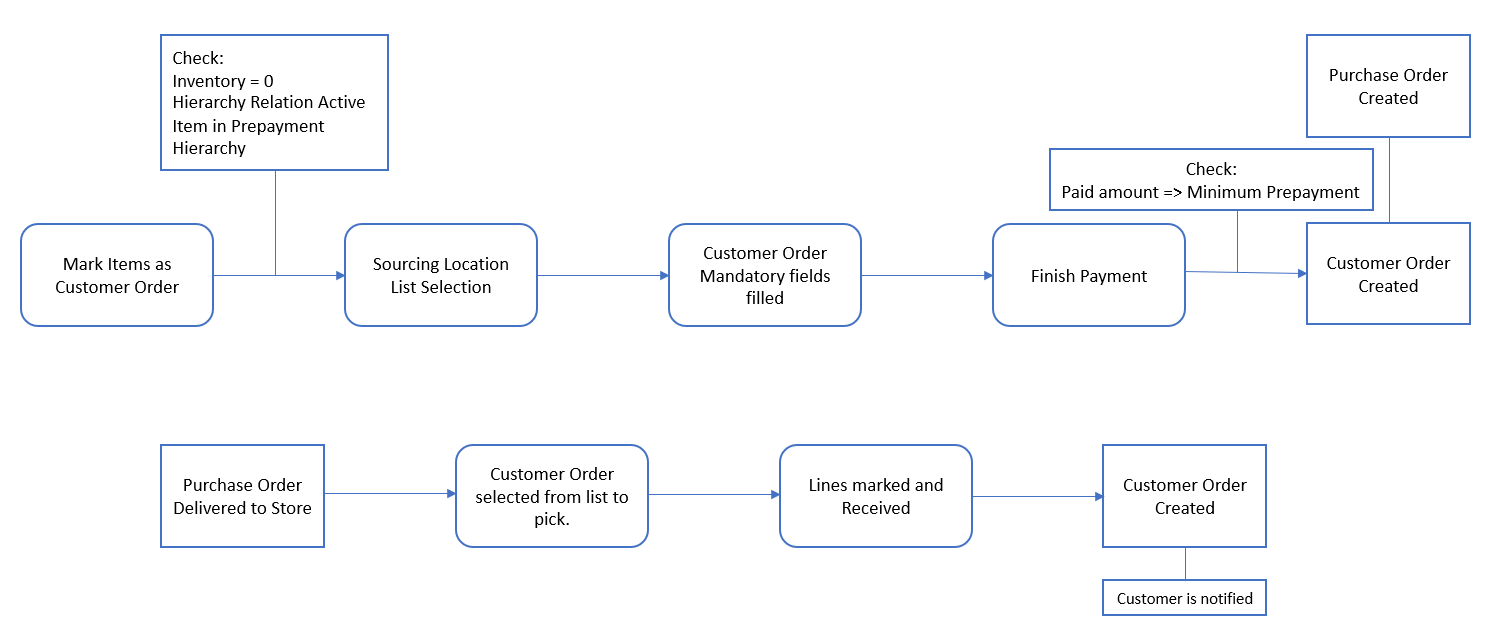 Check:
Inventory = 0
Hierarchy Relation Active
Item in Prepayment
Hierarchy
Purchase Order
Created
Check:
Paid amount => Minimum Prepayment
Mark Items as
Customer Order
Sourcing Location
List Selection
Customer Order
Mandatory fields
filled
Finish Payment
Customer Order
Created
Purchase Order
Delivered to Store
Customer Order
selected from list to
pick.
Lines marked and
Received
Customer Order
Created
Customer is notified